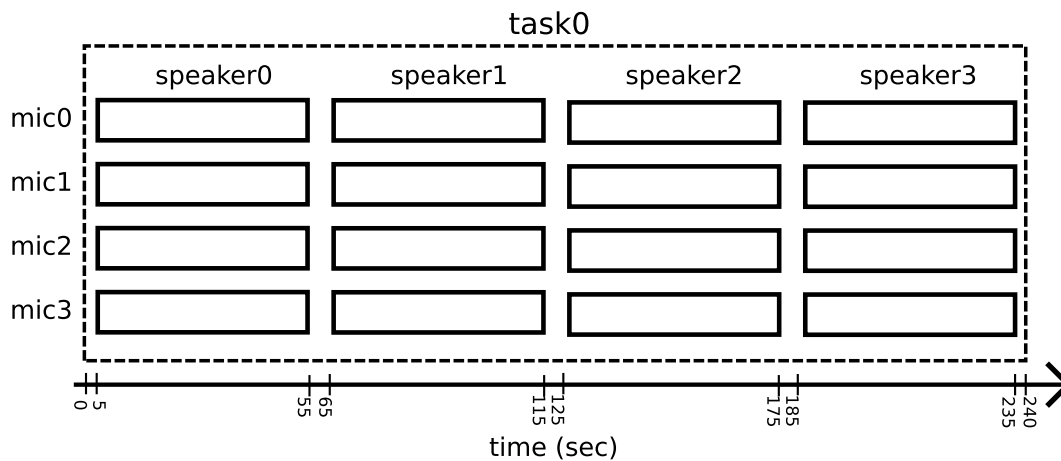 task0
speaker0 speaker1 speaker2 speaker3
mic0
mic1
mic2
mic3
0 5 55 65 115 125 175 185 235 240
time (sec)